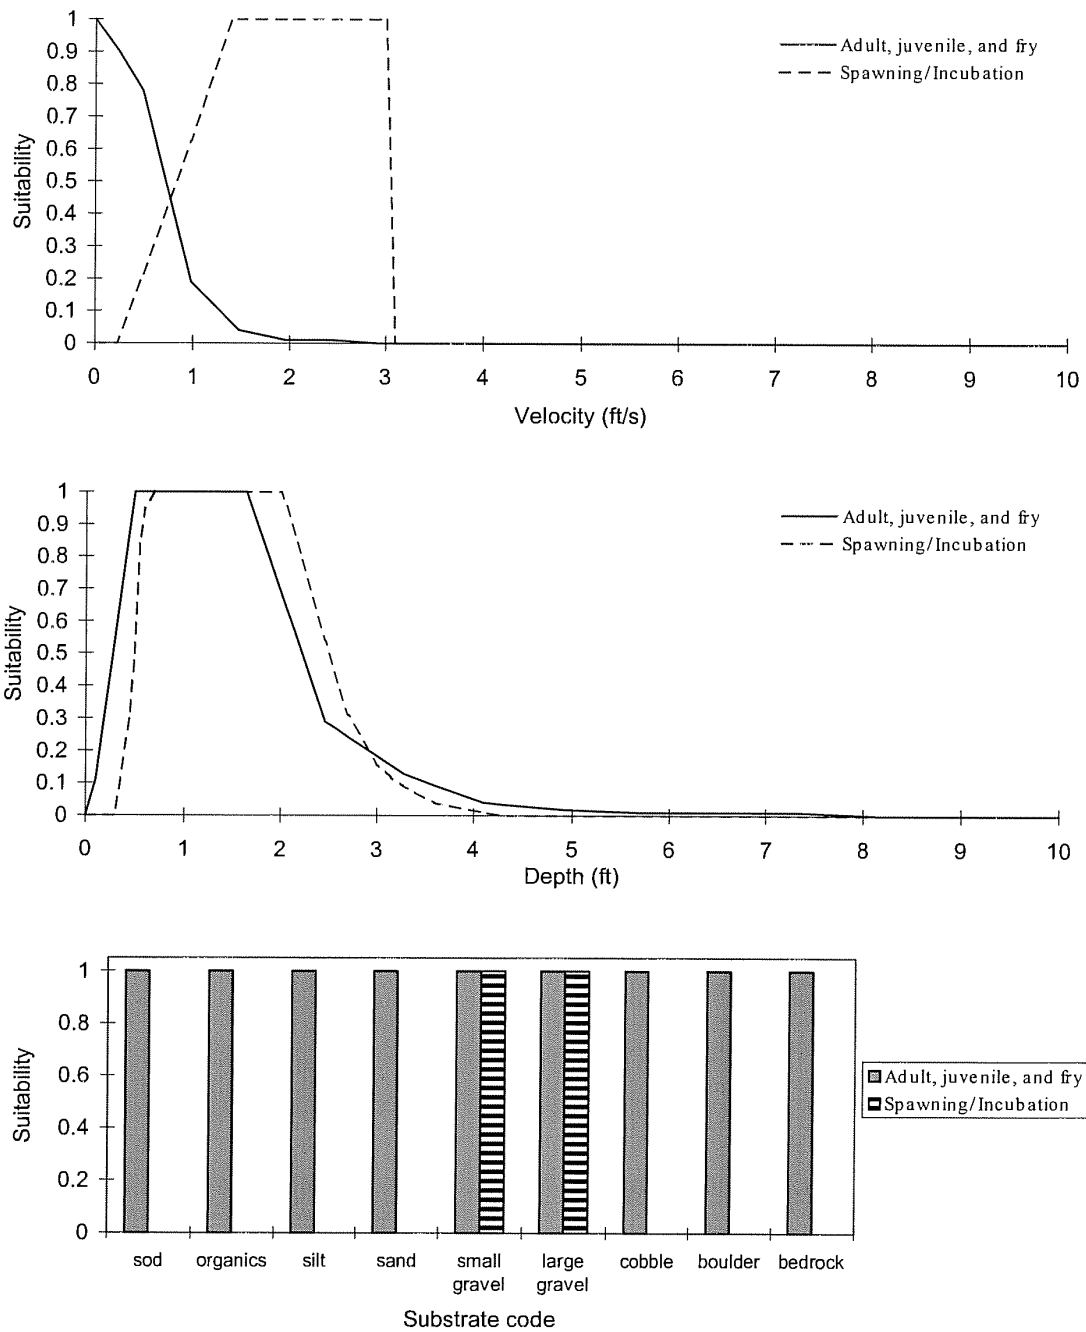 1
0.9
0.8
0.7
0.6
0.5
0.4
0.3
0.2
0.1
0
Suitability
0 1 2 3 4 5 6 7 8 9 10
Velocity (ft/s)
Adult, juvenile, and fry
Spawning/Incubation
1
0.9
0.8
0.7
0.6
0.5
0.4
0.3
0.2
0.1
0
Suitability
0 1 2 3 4 5 6 7 8 9 10
Depth (ft)
Adult, juvenile, and fry
Spawning/Incubation
1
0.8
0.6
0.4
0.2
0
Suitability
sod organics silt sand small large cobble boulder bedrock
gravel gravel
Substrate code
Adult, juvenile, and fry
Spawning/Incubation